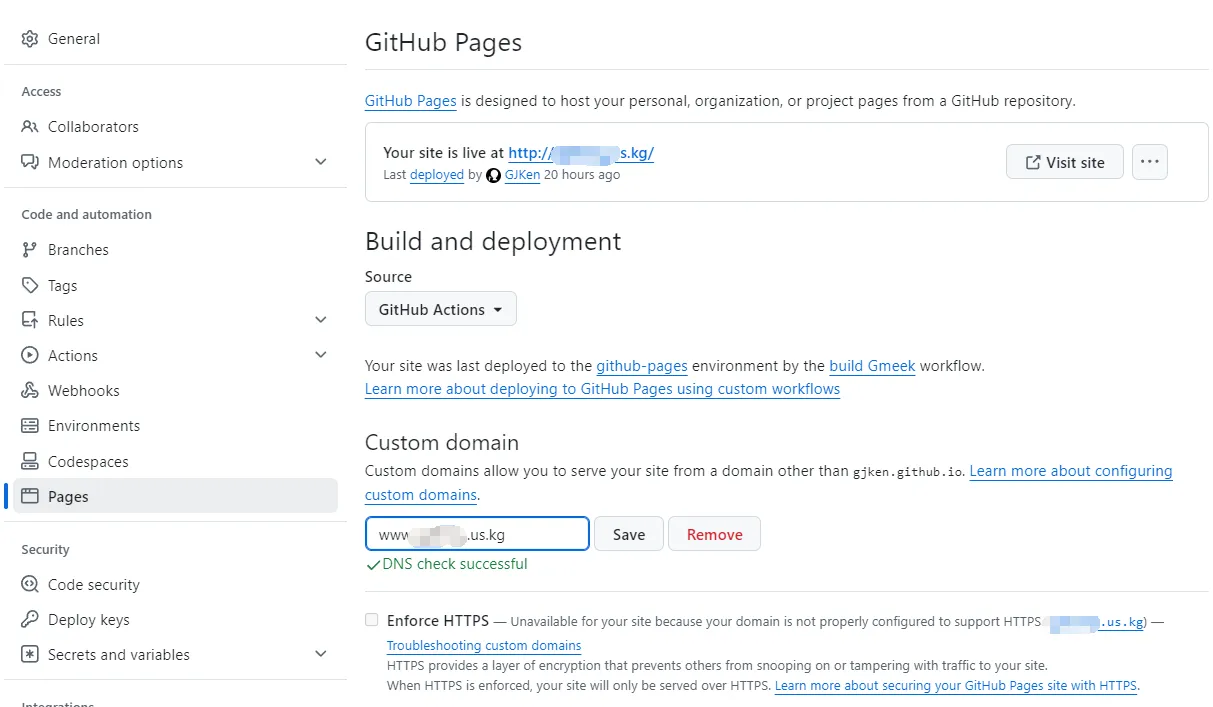 General
Access
Collaborators
Moderation options
Code and automation
Branches
Tags
Rules
Actions
Webhooks
Environments
Codespaces
Pages
Security
Code security
Deploy keys
Secrets and variables
Integrations
GitHub Pages
GitHub Pages is designed to host your personal, organization, or project pages from a GitHub repository.
Your site is live at http:// s.kg/
Last deployed by GJKen 20 hours ago
Visit site
Build and deployment
Source
GitHub Actions
Your site was last deployed to the github-pages environment by the build Gmeek workflow.
Learn more about deploying to GitHub Pages using custom workflows
Custom domain
Custom domains allow you to serve your site from a domain other than gjken.github.io. Learn more about configuring
custom domains.
www .us.kg
Save
Remove
DNS check successful
Enforce HTTPS — Unavailable for your site because your domain is not properly configured to support HTTPS .us.kg) —
Troubleshooting custom domains
HTTPS provides a layer of encryption that prevents others from snooping on or tampering with traffic to your site.
When HTTPS is enforced, your site will only be served over HTTPS. Learn more about securing your GitHub Pages site with HTTPS.